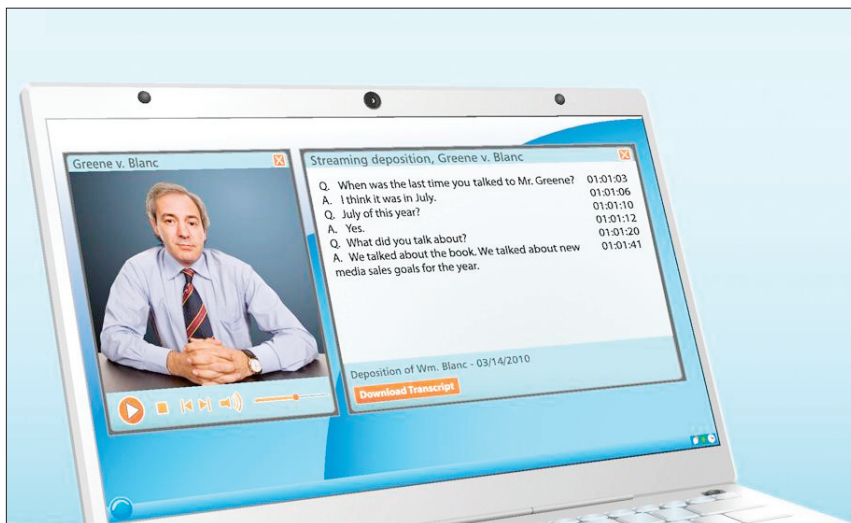 Greene v. Blanc
Streaming deposition, Greene v. Blanc
Q. When was the last time you talked to Mr. Greene? 01:01:03
A. I think it was in July. 01:01:06
Q. July of this year? 01:01:10
A. Yes. 01:01:12
Q. What did you talk about? 01:01:20
A. We talked about the book. We talked about new 01:01:41
media sales goals for the year.
Deposition of Wm. Blanc - 03/14/2010
Download Transcript